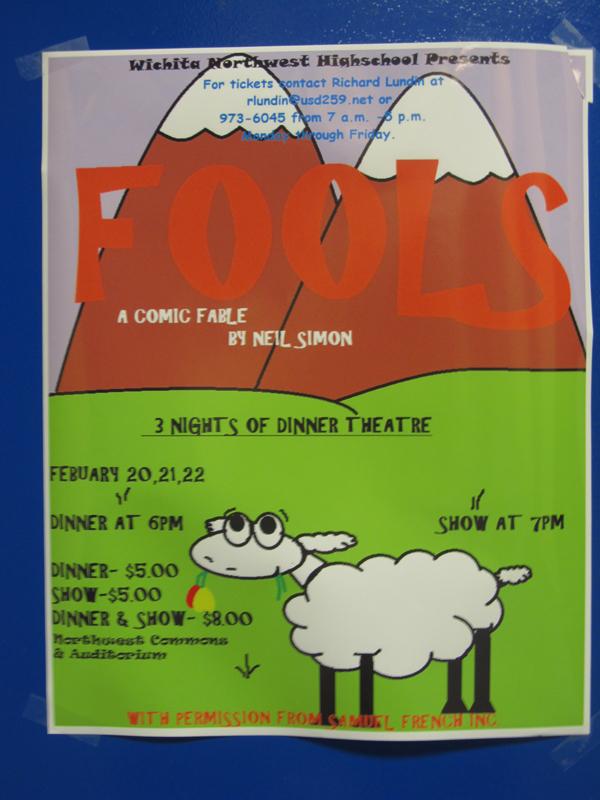 Wichita Northwest Highschool Presents
For tickets contact Richard Lundin at
rlundin@usd259.net or
973-6045 from 7 a.m. -3 p.m.
Monday through Friday.
FOOLS
A COMIC FABLE
BY NEIL SIMON
3 NIGHTS OF DINNER THEATRE
FEBUARY 20,21,22
DINNER AT 6PM
SHOW AT 7PM
DINNER- $5.00
SHOW-$5.00
DINNER & SHOW- $8.00
Northwest Commons
& Auditorium
WITH PERMISSION FROM SAMUEL FRENCH INC